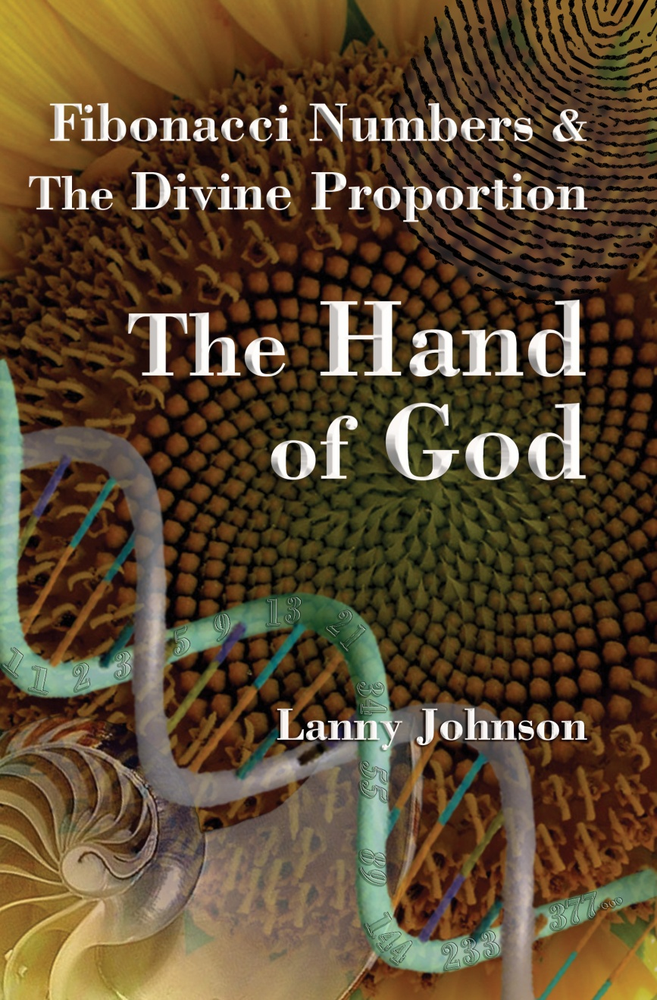 Fibonacci Numbers &
The Divine Proportion
The Hand
of God
1 1 2 3 5 9 13 21 34 55 89 144 233 377...
Lanny Johnson